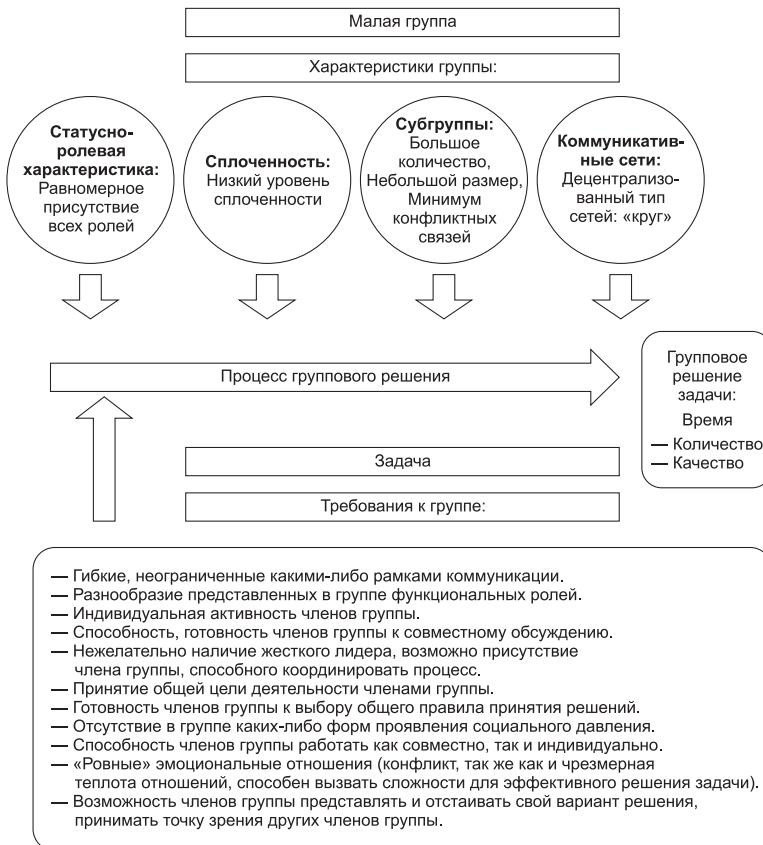 Малая группа
Характеристики группы:
Статусно-
ролевая
характеристика:
Равномерное
присутствие
всех ролей
Сплоченность:
Низкий уровень
сплоченности
Субгруппы:
Большое
количество,
Небольшой размер,
Минимум
конфликтных
связей
Коммуникатив-
ные сети:
Децентрализо-
ванный тип
сетей: «круг»
Процесс группового решения
Групповое
решение
задачи:
Время
— Количество
— Качество
Задача
Требования к группе:
— Гибкие, неограниченные какими-либо рамками коммуникации.
— Разнообразие представленных в группе функциональных ролей.
— Индивидуальная активность членов группы.
— Способность, готовность членов группы к совместному обсуждению.
— Нежелательно наличие жесткого лидера, возможно присутствие
члена группы, способного координировать процесс.
— Принятие общей цели деятельности членами группы.
— Готовность членов группы к выбору общего правила принятия решений.
— Отсутствие в группе каких-либо форм проявления социального давления.
— Способность членов группы работать как совместно, так и индивидуально.
— «Ровные» эмоциональные отношения (конфликт, так же как и чрезмерная
теплота отношений, способен вызвать сложности для эффективного решения задачи).
— Возможность членов группы представлять и отстаивать свой вариант решения,
принимать точку зрения других членов группы.